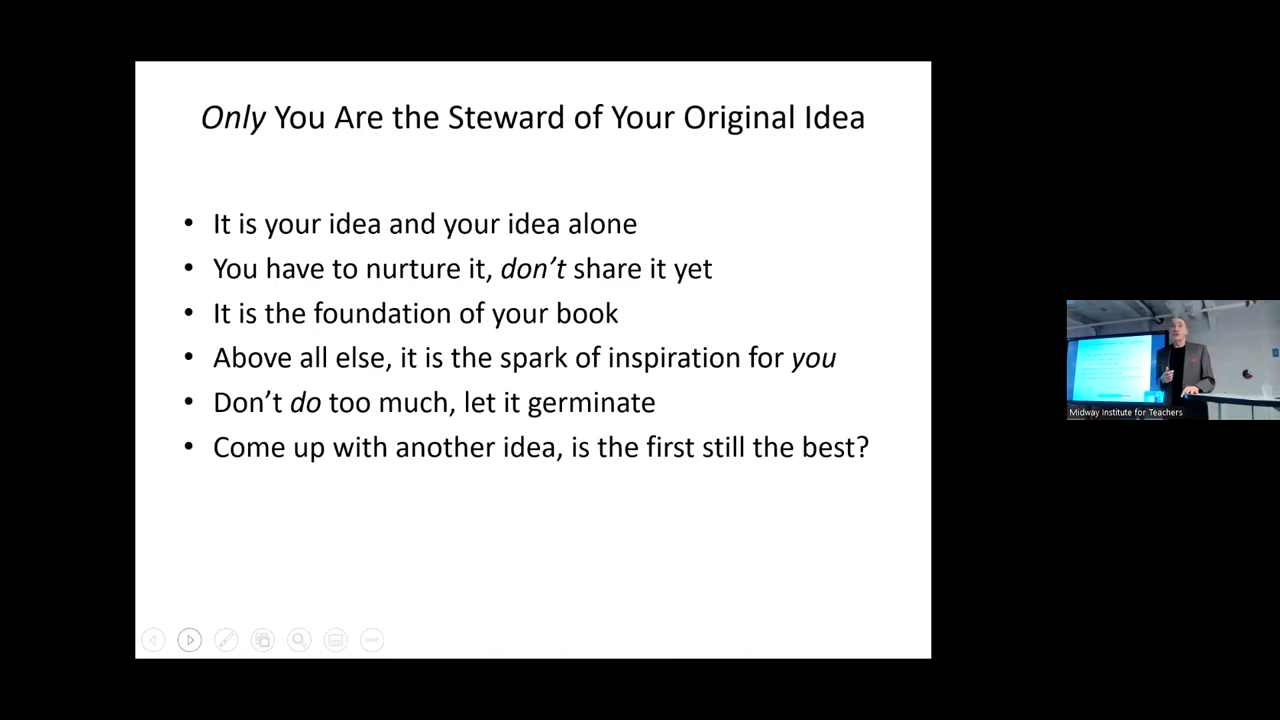 Only You Are the Steward of Your Original Idea
• It is your idea and your idea alone
• You have to nurture it, don’t share it yet
• It is the foundation of your book
• Above all else, it is the spark of inspiration for you
• Don’t do too much, let it germinate
• Come up with another idea, is the first still the best?
Midway Institute for Teachers